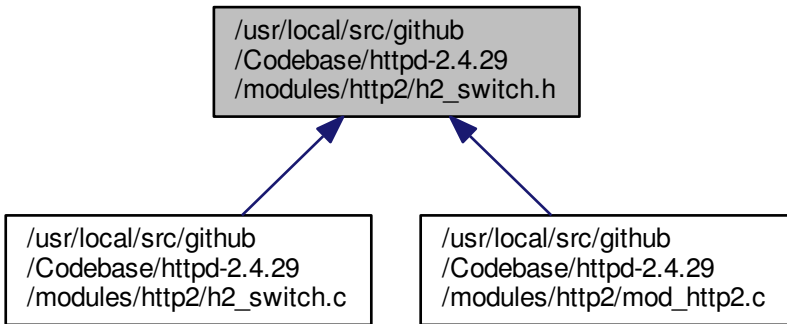 /usr/local/src/github
/Codebase/httpd-2.4.29
/modules/http2/h2_switch.h
/usr/local/src/github
/Codebase/httpd-2.4.29
/modules/http2/h2_switch.c
/usr/local/src/github
/Codebase/httpd-2.4.29
/modules/http2/mod_http2.c